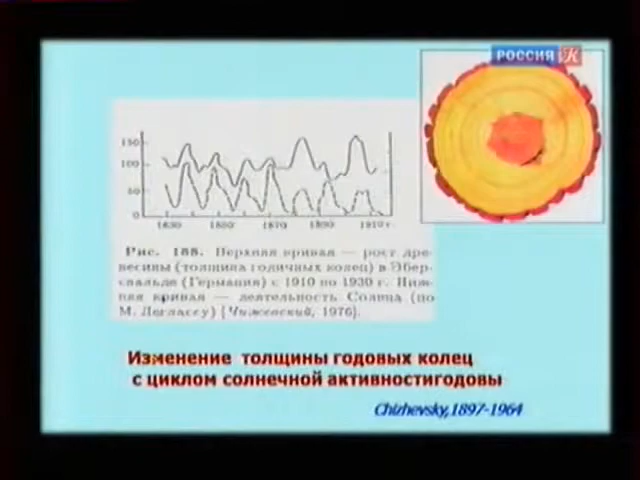 РОССИЯ К
150
100
50
0
1830 1850 1870 1890 1910 г
Рис. 188. Верхняя кривая — рост дре-
весины (толщина годичных колец) в Эбер-
свальде (Германия) с 1910 по 1930 г. Ниж-
няя кривая — деятельность Солнца (по
М. Деглассу) [Чижевский, 1976].
Изменение толщины годовых колец
с циклом солнечной активностигодовы
Chizhevsky,1897-1964